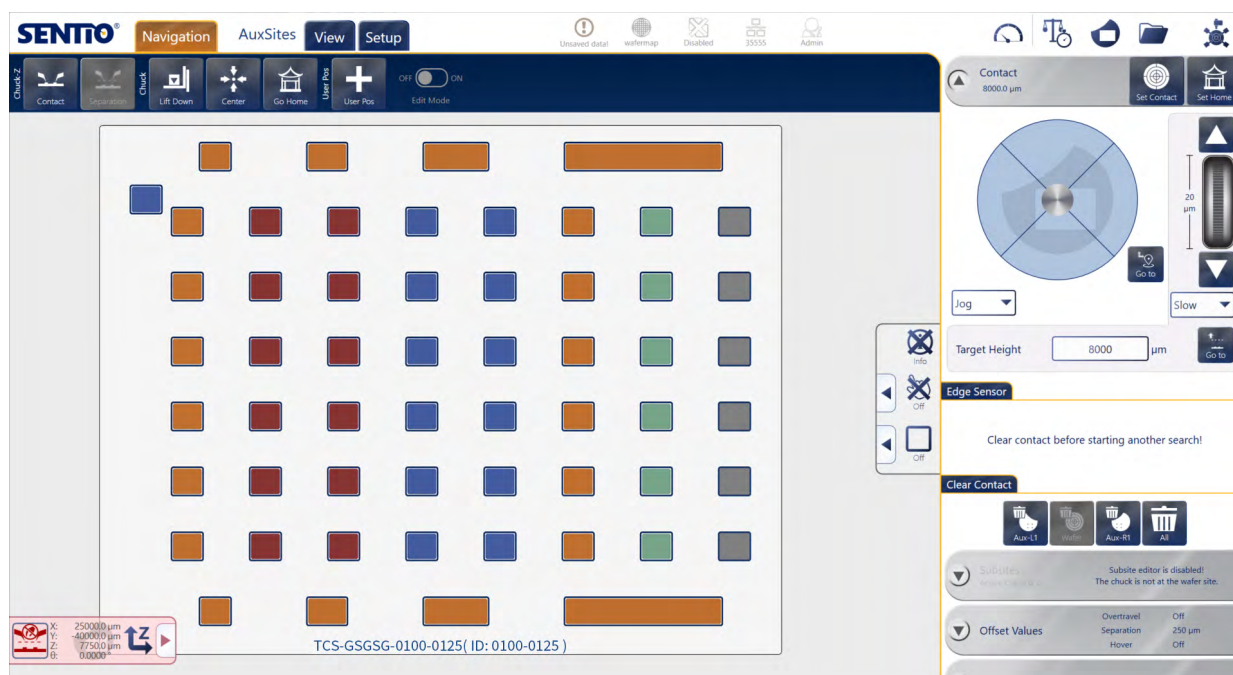 SENTIO®
Navigation
AuxSites
View
Setup
Unsaved data!
wafermap
Disabled
35555
Admin
Chuck-Z
Contact
Separation
Chuck
Lift Down
Center
Go Home
User Pos
User Pos
OFF ON
Edit Mode
Contact
8000.0 µm
Set Contact
Set Home
20
µm
Go to
Jog
Slow
Target Height 8000 µm
Go to
Info
Off
Off
Edge Sensor
Clear contact before starting another search!
Clear Contact
Aux-L1
Wafer
Aux-R1
All
Subsites
Subsite editor is disabled!
The chuck is not at the wafer site.
Offset Values
Overtravel Off
Separation 250 µm
Hover Off
X: 25000.0 µm
Y: -40000.0 µm
Z: 7750.0 µm
θ: 0.0000°
Z
TCS-GSGSG-0100-0125( ID: 0100-0125 )